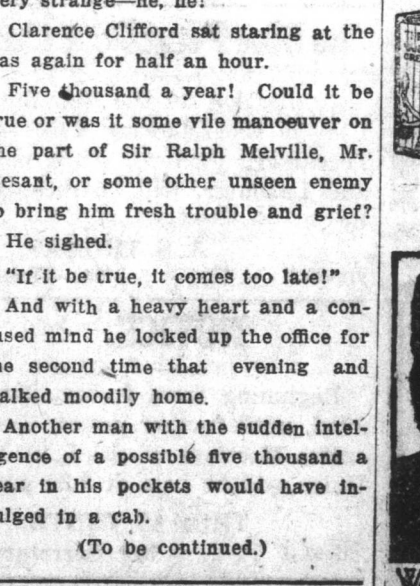 ery strange—he, he!
Clarence Clifford sat staring at the
as again for half an hour.
Five thousand a year! Could it be
rue or was it some vile manoeuver on
he part of Sir Ralph Melville, Mr.
esant, or some other unseen enemy
o bring him fresh trouble and grief?
He sighed.
"If it be true, it comes too late!"
And with a heavy heart and a con-
used mind he locked up the office for
he second time that evening and
alked moodily home.
Another man with the sudden intel-
gence of a possible five thousand a
ear in his pockets would have in-
ulged in a cab.
(To be continued.)